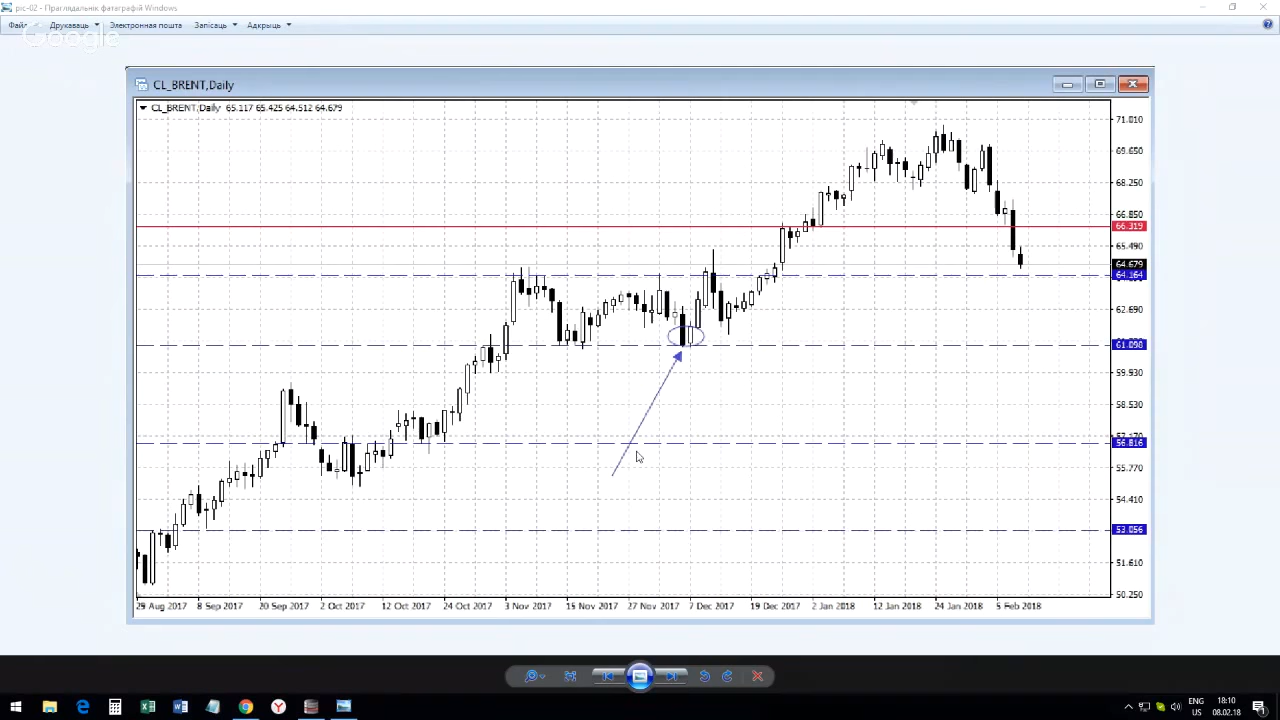 pic-02 - Праглядальнік фатаграфій Windows
Файл Друкаваць Электронная пошта Запісаць Адкрыць
Google
CL_BRENT,Daily
CL_BRENT,Daily 65.117 65.425 64.512 64.679
71.010
69.650
68.250
66.850
66.319
65.490
64.679
64.164
62.690
61.098
59.930
58.530
56.816
55.770
54.410
53.056
51.610
50.250
29 Aug 2017 8 Sep 2017 20 Sep 2017 2 Oct 2017 12 Oct 2017 24 Oct 2017 3 Nov 2017 15 Nov 2017 27 Nov 2017 7 Dec 2017 19 Dec 2017 2 Jan 2018 12 Jan 2018 24 Jan 2018 5 Feb 2018
ENG 18:10
US 08.02.18